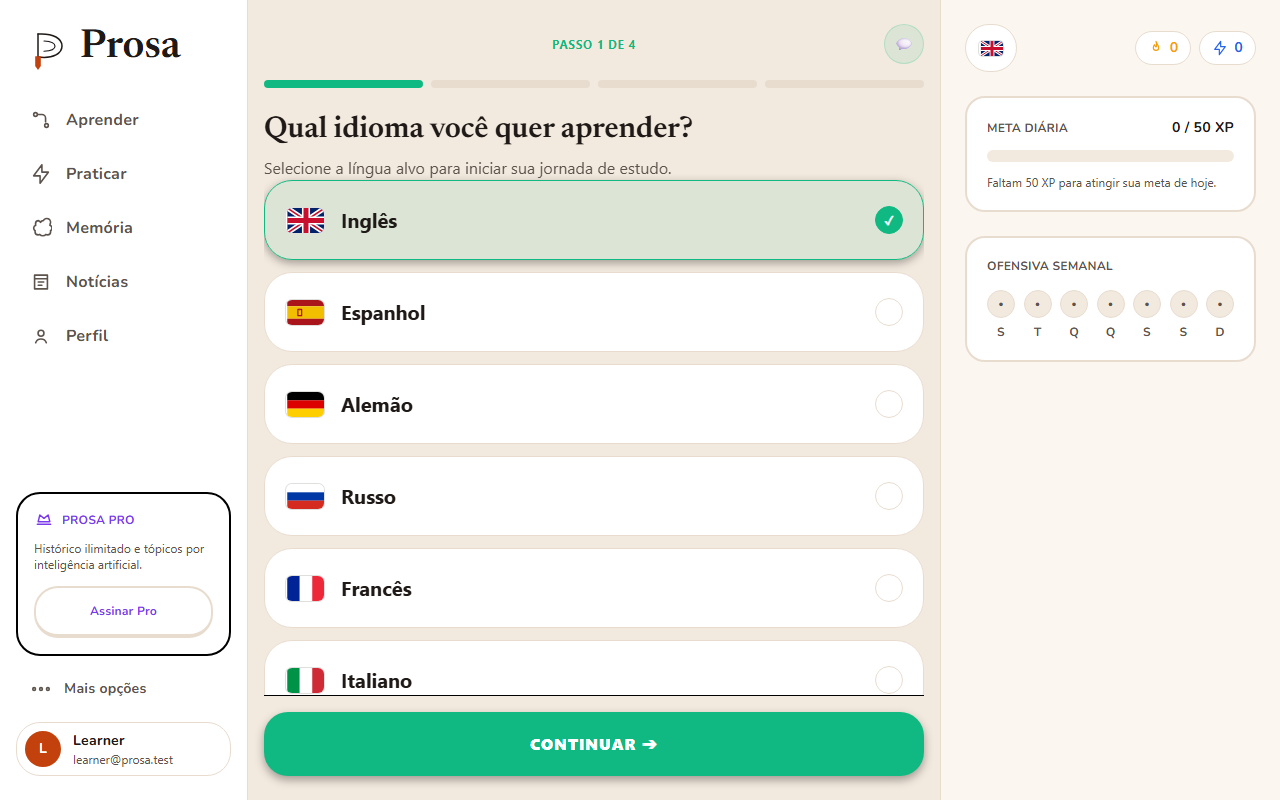 Prosa
Aprender
Praticar
Memória
Notícias
Perfil
PROSA PRO
Histórico ilimitado e tópicos por
inteligência artificial.
Assinar Pro
Mais opções
L
Learner
learner@prosa.test
PASSO 1 DE 4
Qual idioma você quer aprender?
Selecione a língua alvo para iniciar sua jornada de estudo.
Inglês
Espanhol
Alemão
Russo
Francês
Italiano
CONTINUAR →
0
0
META DIÁRIA 0 / 50 XP
Faltam 50 XP para atingir sua meta de hoje.
OFENSIVA SEMANAL
S T Q Q S S D